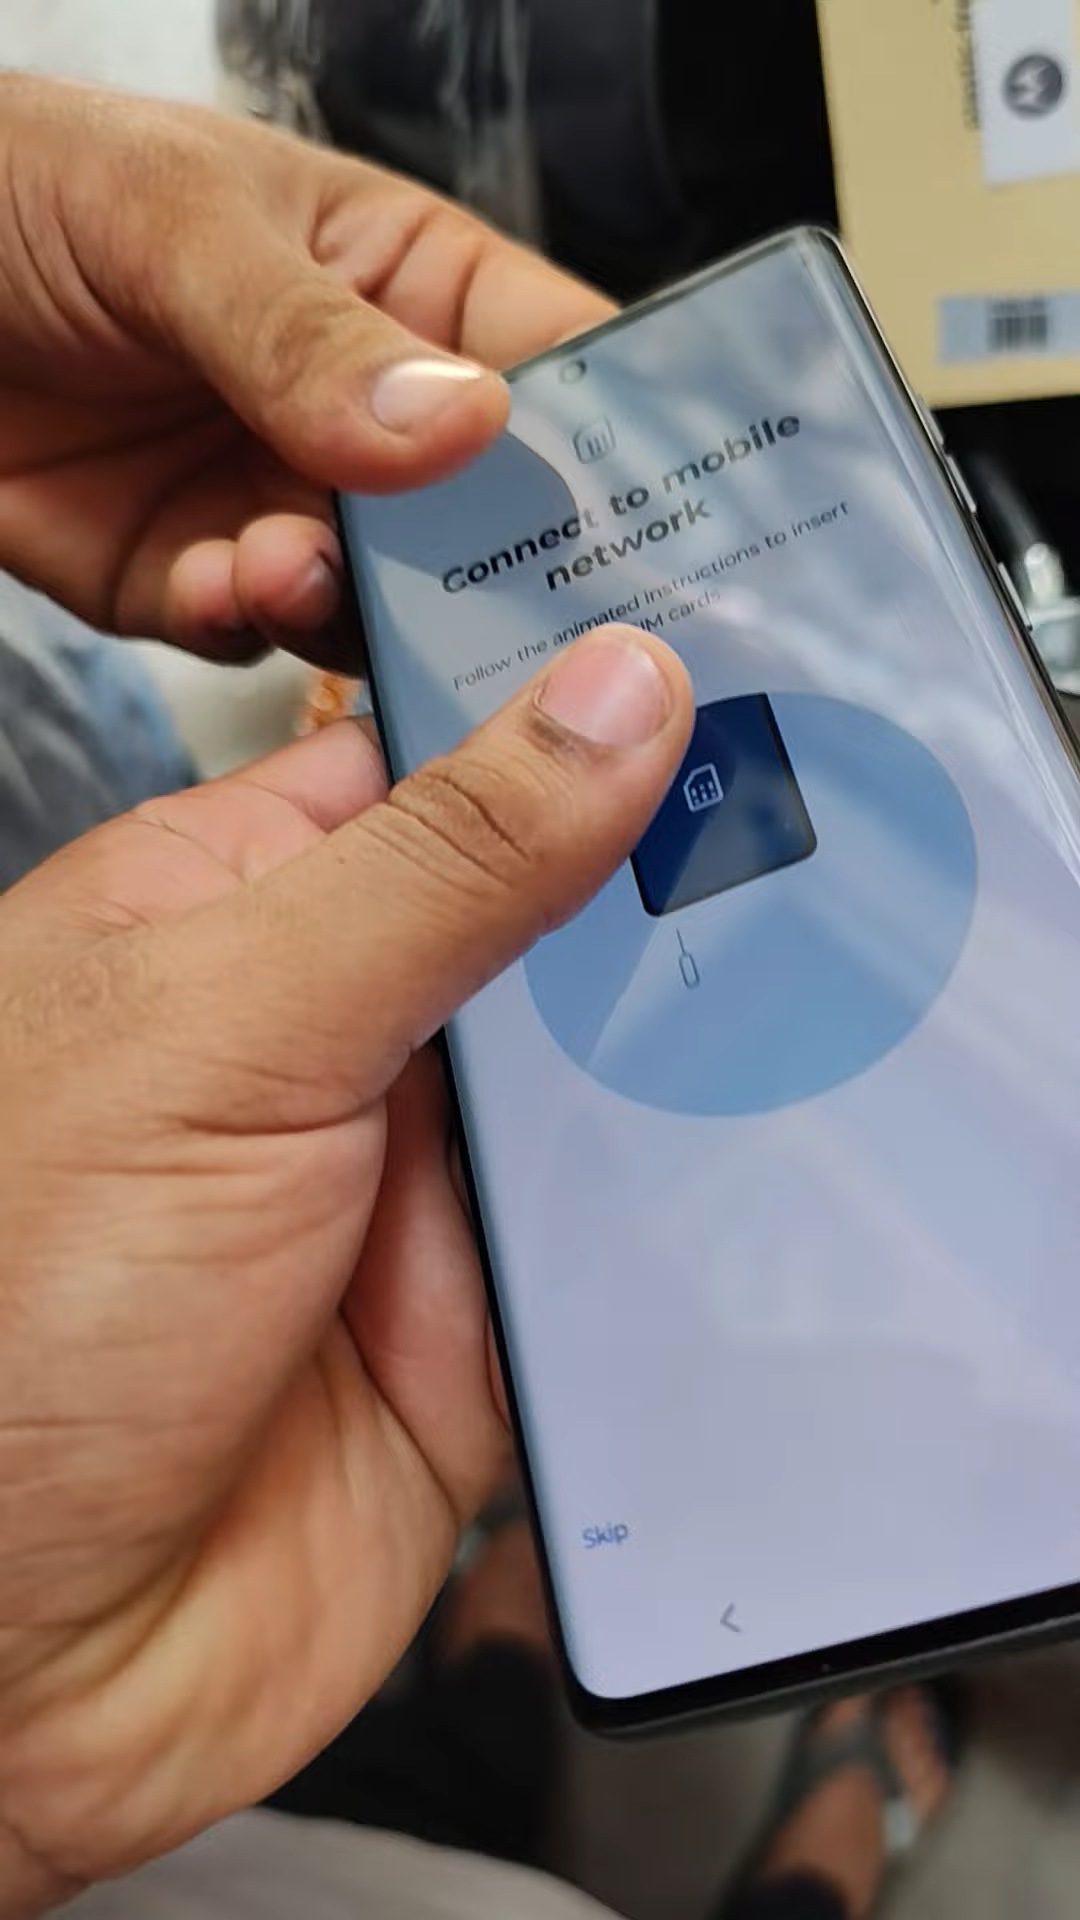 Connect to mobile
network
Follow the animated instructions to insert
SIM cards
Skip